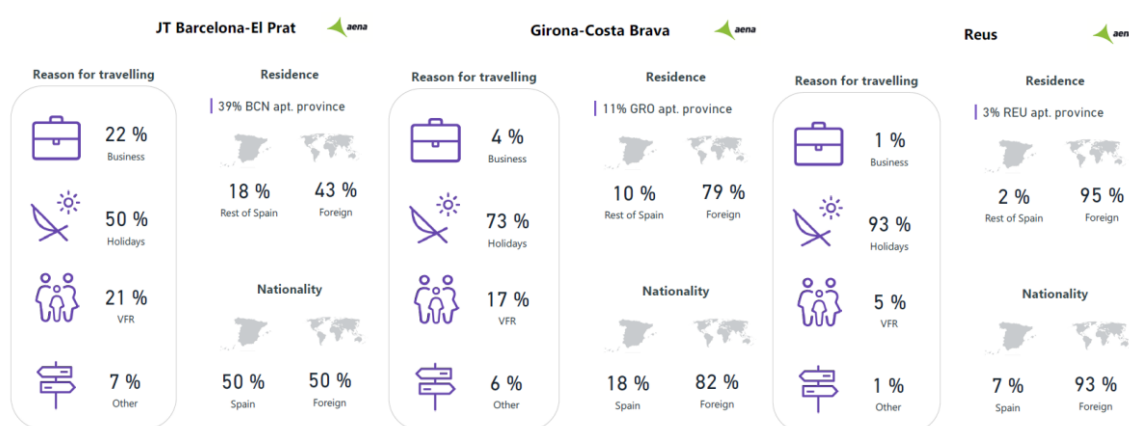 JT Barcelona-El Prat
aena
Reason for travelling
22 %
Business
50 %
Holidays
21 %
VFR
7 %
Other
Residence
39% BCN apt. province
18 %
43 %
Rest of Spain
Foreign
Nationality
50 %
50 %
Spain
Foreign
Girona-Costa Brava
aena
Reason for travelling
4 %
Business
73 %
Holidays
17 %
VFR
6 %
Other
Residence
11% GRO apt. province
10 %
79 %
Rest of Spain
Foreign
Nationality
18 %
82 %
Spain
Foreign
Reus
aen
Reason for travelling
1 %
Business
93 %
Holidays
5 %
VFR
1 %
Other
Residence
3% REU apt. province
2 %
95 %
Rest of Spain
Foreign
Nationality
7 %
93 %
Spain
Foreign